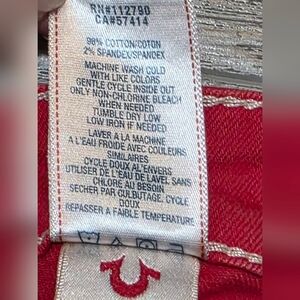 RN#112790
CA#57414
98% COTTON/COTON
2% SPANDEX/SPANDEX
MACHINE WASH COLD
WITH LIKE COLORS
GENTLE CYCLE INSIDE OUT
ONLY NON-CHLORINE BLEACH
WHEN NEEDED
TUMBLE DRY LOW
LOW IRON IF NEEDED
LAVER A LA MACHINE
A L'EAU FROIDE AVEC COULEURS
SIMILAIRES
CYCLE DOUX AL'ENVERS
UTILISER DE L'EAU DE LAVEL SANS
CHLORE AU BESOIN
SECHER PAR CULBUTAGE. CYCLE
DOUX
REPASSER A FAIBLE TEMPERATURE